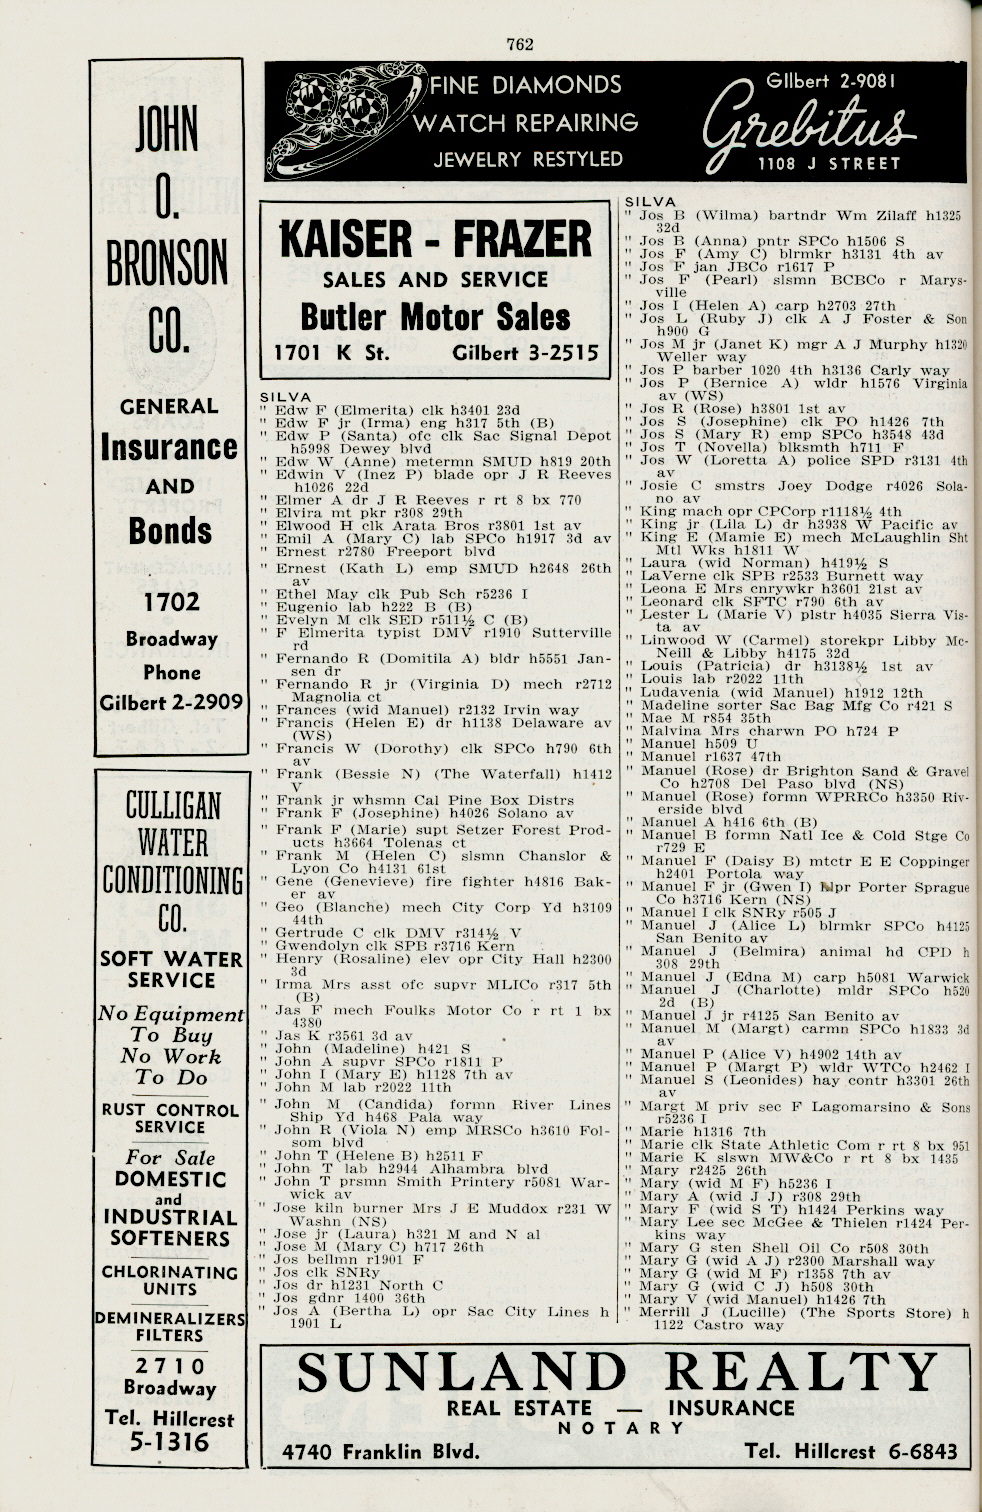 762
JOHN
O.
BRONSON
CO.
GENERAL
Insurance
AND
Bonds
1702
Broadway
Phone
Gilbert 2-2909
CULLIGAN
WATER
CONDITIONING
CO.
SOFT WATER
SERVICE
No Equipment
To Buy
No Work
To Do
RUST CONTROL
SERVICE
For Sale
DOMESTIC
and
INDUSTRIAL
SOFTENERS
CHLORINATING
UNITS
DEMINERALIZERS
FILTERS
2710
Broadway
Tel. Hillcrest
5-1316
FINE DIAMONDS
WATCH REPAIRING
JEWELRY RESTYLED
GIlbert 2-9081
Grebitus
1108 J STREET
KAISER - FRAZER
SALES AND SERVICE
Butler Motor Sales
1701 K St. Gilbert 3-2515
SILVA
" Edw F (Elmerita) clk h3401 23d
" Edw F jr (Irma) eng h317 5th (B)
" Edw P (Santa) ofc clk Sac Signal Depot
h5998 Dewey blvd
" Edw W (Anne) metermn SMUD h819 20th
" Edwin V (Inez P) blade opr J R Reeves
h1026 22d
" Elmer A dr J R Reeves r rt 8 bx 770
" Elvira mt pkr r308 29th
" Elwood H clk Arata Bros r3801 1st av
" Emil A (Mary C) lab SPCo h1917 3d av
" Ernest r2780 Freeport blvd
" Ernest (Kath L) emp SMUD h2648 26th
av
" Ethel May clk Pub Sch r5236 I
" Eugenio lab h222 B (B)
" Evelyn M clk SED r511½ C (B)
" F Elmerita typist DMV r1910 Sutterville
rd
" Fernando R (Domitila A) bldr h5551 Jan-
sen dr
" Fernando R jr (Virginia D) mech r2712
Magnolia ct
" Frances (wid Manuel) r2132 Irvin way
" Francis (Helen E) dr h1138 Delaware av
(WS)
" Francis W (Dorothy) clk SPCo h790 6th
av
" Frank (Bessie N) (The Waterfall) h1412
V
" Frank jr whsmn Cal Pine Box Distrs
" Frank F (Josephine) h4026 Solano av
" Frank F (Marie) supt Setzer Forest Prod-
ucts h3664 Tolenas ct
" Frank M (Helen C) slsmn Chanslor &
Lyon Co h4131 61st
" Gene (Genevieve) fire fighter h4816 Bak-
er av
" Geo (Blanche) mech City Corp Yd h3109
44th
" Gertrude C clk DMV r314½ V
" Gwendolyn clk SPB r3716 Kern
" Henry (Rosaline) elev opr City Hall h2300
3d
" Irma Mrs asst ofc supvr MLICo r317 5th
(B)
" Jas F mech Foulks Motor Co r rt 1 bx
4380
" Jas K r3561 3d av
" John (Madeline) h421 S
" John A supvr SPCo r1811 P
" John I (Mary E) h1128 7th av
" John M lab r2022 11th
" John M (Candida) formn River Lines
Ship Yd h468 Pala way
" John R (Viola N) emp MRSCo h3610 Fol-
som blvd
" John T (Helene B) h2511 F
" John T lab h2944 Alhambra blvd
" John T prsmn Smith Printery r5081 War-
wick av
" Jose kiln burner Mrs J E Muddox r231 W
Washn (NS)
" Jose jr (Laura) h321 M and N al
" Jose M (Mary C) h717 26th
" Jos bellmn r1901 F
" Jos clk SNRy
" Jos dr h1231 North C
" Jos gdnr 1400 36th
" Jos A (Bertha L) opr Sac City Lines h
1901 L
SILVA
" Jos B (Wilma) bartndr Wm Zilaff h1325
32d
" Jos B (Anna) pntr SPCo h1506 S
" Jos F (Amy C) blrmkr h3131 4th av
" Jos F jan JBCo r1617 P
" Jos F (Pearl) slsmn BCBCo r Marys-
ville
" Jos I (Helen A) carp h2703 27th
" Jos L (Ruby J) clk A J Foster & Son
h900 G
" Jos M jr (Janet K) mgr A J Murphy h1320
Weller way
" Jos P barber 1020 4th h3136 Carly way
" Jos P (Bernice A) wldr h1576 Virginia
av (WS)
" Jos R (Rose) h3801 1st av
" Jos S (Josephine) clk PO h1426 7th
" Jos S (Mary R) emp SPCo h3548 43d
" Jos T (Novella) blksmth h711 F
" Jos W (Loretta A) police SPD r3131 4th
av
" Josie C smstrs Joey Dodge r4026 Sola-
no av
" King mach opr CPCorp r1118½ 4th
" King jr (Lila L) dr h3938 W Pacific av
" King E (Mamie E) mech McLaughlin Sht
Mtl Wks h1811 W
" Laura (wid Norman) h419½ S
" LaVerne clk SPB r2533 Burnett way
" Leona E Mrs cnrywkr h3601 21st av
" Leonard clk SFTC r790 6th av
" Lester L (Marie V) plstr h4035 Sierra Vis-
ta av
" Linwood W (Carmel) storekpr Libby Mc-
Neill & Libby h4175 32d
" Louis (Patricia) dr h3138½ 1st av
" Louis lab r2022 11th
" Ludavenia (wid Manuel) h1912 12th
" Madeline sorter Sac Bag Mfg Co r421 S
" Mae M r854 35th
" Malvina Mrs charwn PO h724 P
" Manuel h509 U
" Manuel r1637 47th
" Manuel (Rose) dr Brighton Sand & Gravel
Co h2708 Del Paso blvd (NS)
" Manuel (Rose) formn WPRRCo h3350 Riv-
erside blvd
" Manuel A h416 6th (B)
" Manuel B formn Natl Ice & Cold Stge Co
r729 E
" Manuel F (Daisy B) mtctr E E Coppinger
h2401 Portola way
" Manuel F jr (Gwen I) Porter Sprague
Co h3716 Kern (NS)
" Manuel I clk SNRy r505 J
" Manuel J (Alice L) blrmkr SPCo h4125
San Benito av
" Manuel J (Belmira) animal hd CPD h
308 29th
" Manuel J (Edna M) carp h5081 Warwick
" Manuel J (Charlotte) mldr SPCo h520
2d (B)
" Manuel J jr r4125 San Benito av
" Manuel M (Margt) carmn SPCo h1833 3d
av
" Manuel P (Alice V) h4902 14th av
" Manuel P (Margt P) wldr WTCo h2462 I
" Manuel S (Leonides) hay contr h3301 26th
av
" Margt M priv sec F Lagomarsino & Sons
r5236 I
" Marie h1316 7th
" Marie clk State Athletic Com r rt 8 bx 951
" Marie K slswn MW&Co r rt 8 bx 1435
" Mary r2425 26th
" Mary (wid M F) h5236 I
" Mary A (wid J J) r308 29th
" Mary F (wid S T) h1424 Perkins way
" Mary Lee sec McGee & Thielen r1424 Per-
kins way
" Mary G sten Shell Oil Co r508 30th
" Mary G (wid A J) r2300 Marshall way
" Mary G (wid M F) r1358 7th av
" Mary G (wid C J) h508 30th
" Mary V (wid Manuel) h1426 7th
" Merrill J (Lucille) (The Sports Store) h
1122 Castro way
SUNLAND REALTY
REAL ESTATE — INSURANCE
NOTARY
4740 Franklin Blvd. Tel. Hillcrest 6-6843